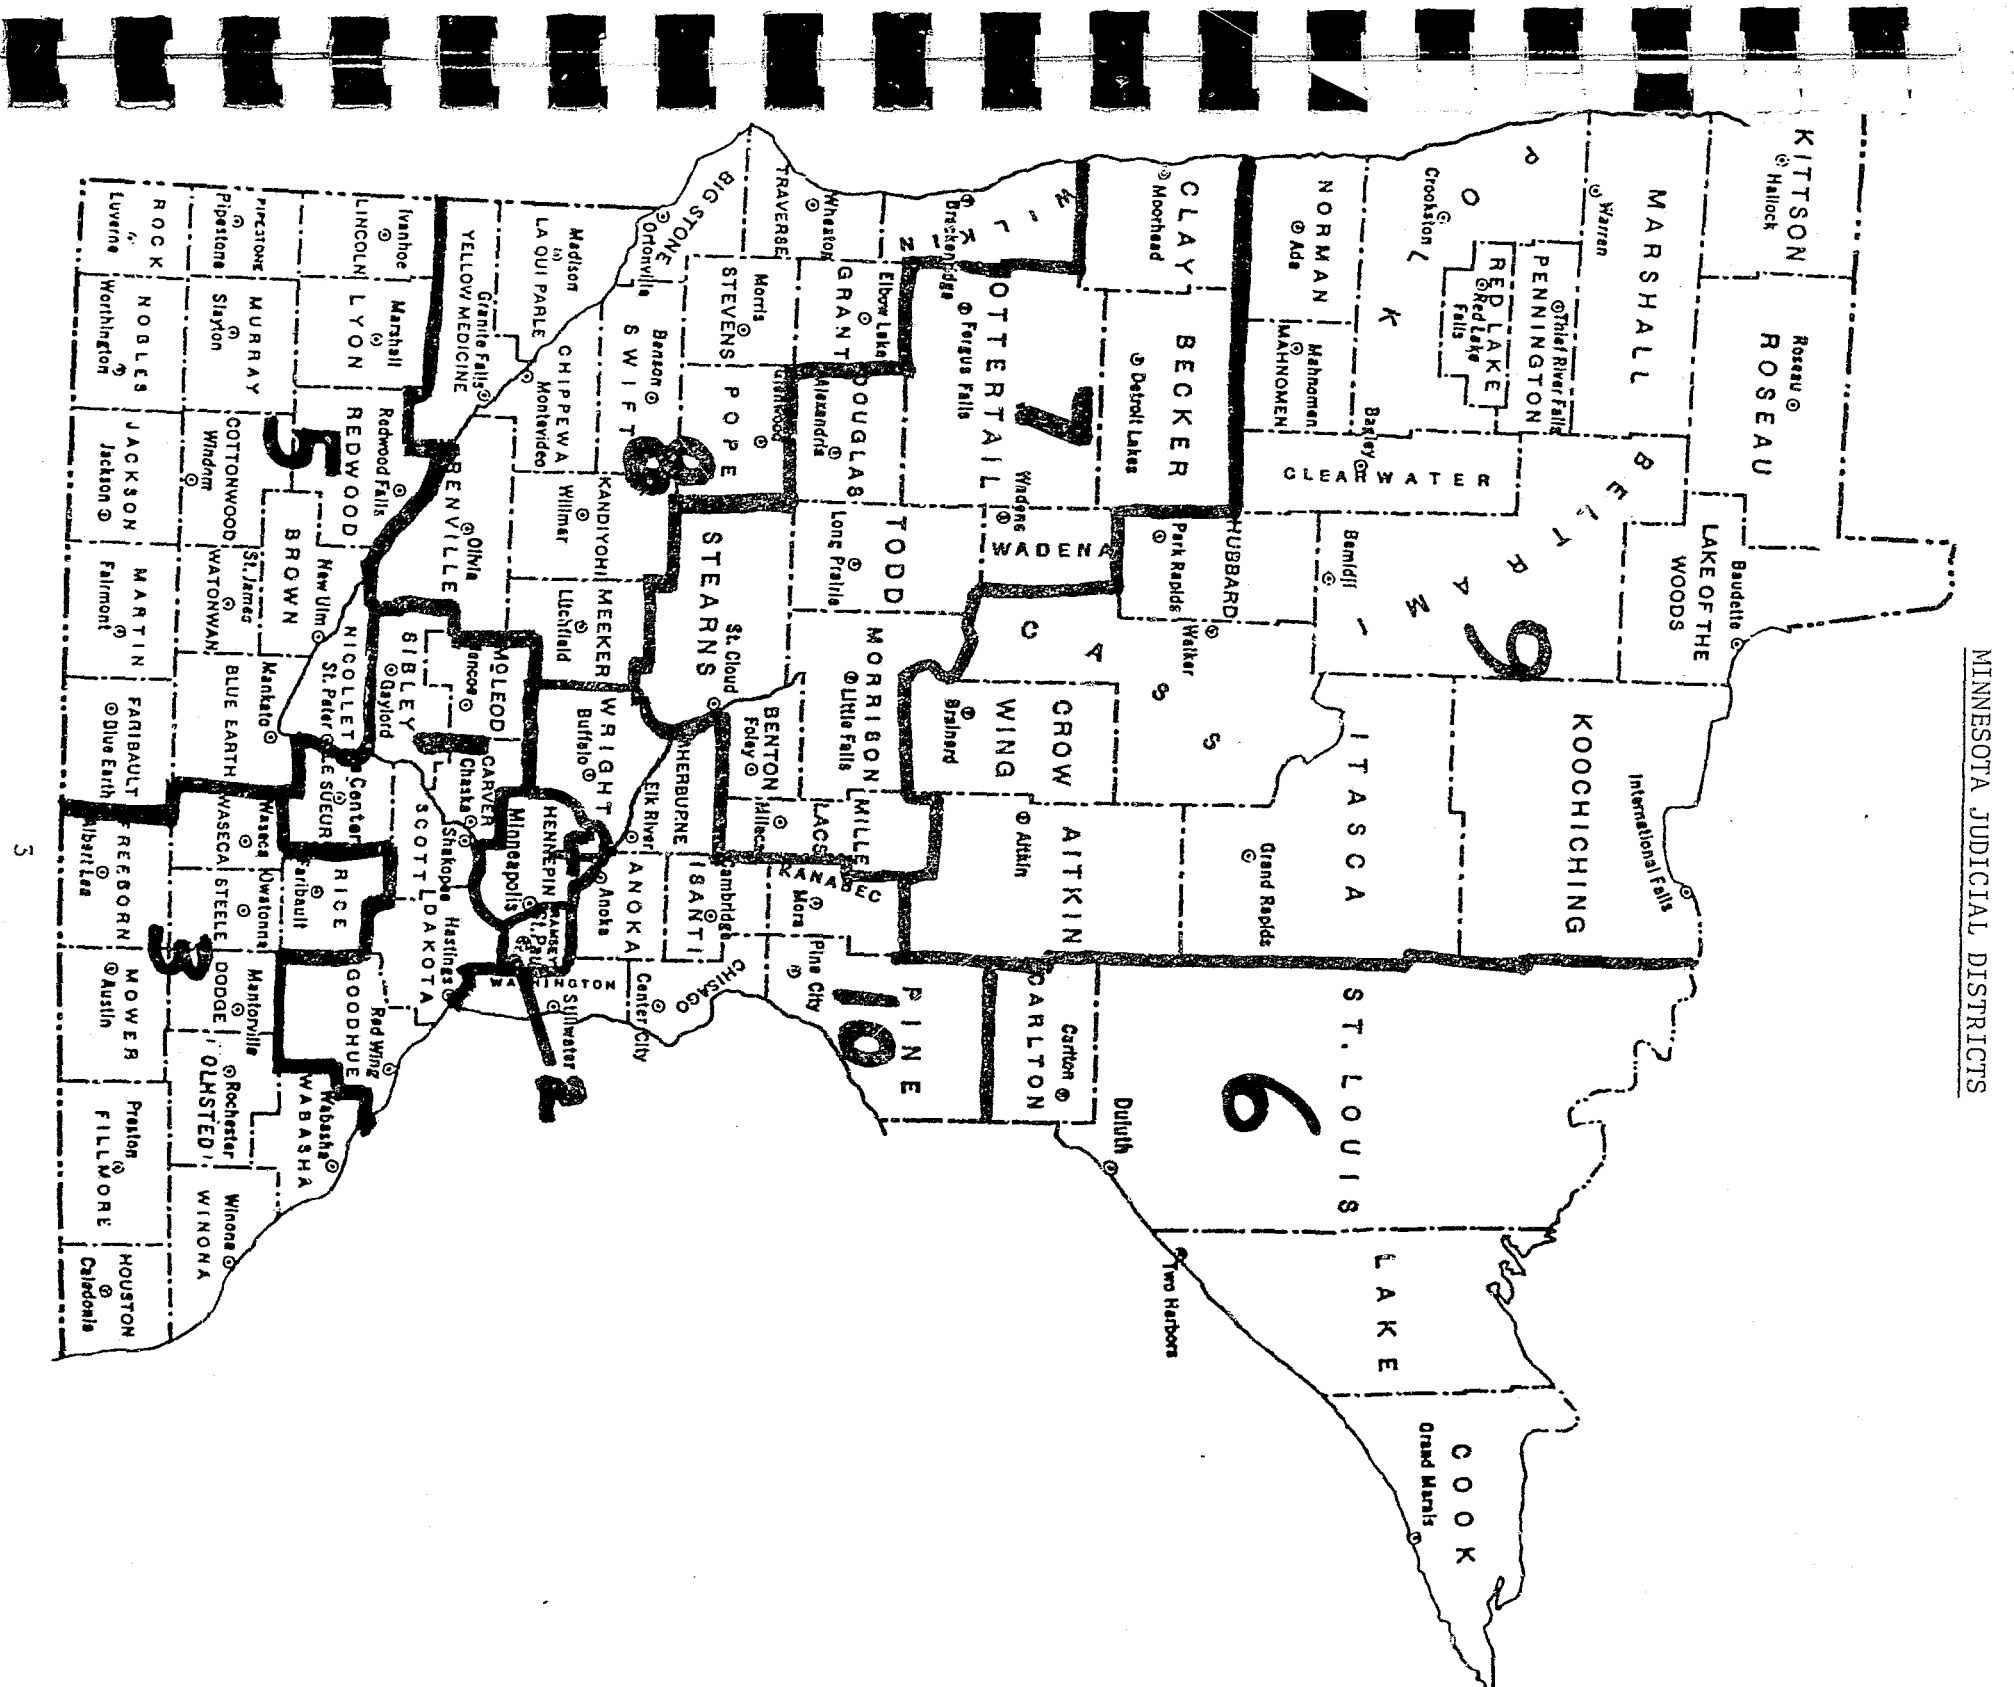 MINNESOTA JUDICIAL DISTRICTS
KITTSON
Hallock
ROSEAU
Roseau
LAKE OF THE
WOODS
Baudette
MARSHALL
Warren
PENNINGTON
Thief River Falls
RED LAKE
Red Lake
Falls
POLK
Crookston
BELTRAMI
Bemidji
9
KOOCHICHING
International Falls
NORMAN
Ada
MAHNOMEN
Mahnomen
CLEARWATER
Bagley
HUBBARD
Park Rapids
ITASCA
Grand Rapids
ST. LOUIS
Duluth
6
LAKE
Two Harbors
COOK
Grand Marais
CLAY
Moorhead
BECKER
Detroit Lakes
CASS
Walker
WILKIN
Breckenridge
OTTERTAIL
Fergus Falls
7
WADENA
Wadena
CROW
WING
Brainerd
AITKIN
Aitkin
CARLTON
Carlton
PINE
Pine City
10
TRAVERSE
Wheaton
GRANT
Elbow Lake
DOUGLAS
Alexandria
TODD
Long Prairie
MORRISON
Little Falls
MILLE
LACS
Milaca
KANABEC
Mora
BIG STONE
Ortonville
STEVENS
Morris
POPE
Glenwood
STEARNS
St. Cloud
BENTON
Foley
SHERBURNE
Elk River
ISANTI
Cambridge
CHISAGO
Center City
SWIFT
Benson
8
LA QUI PARLE
Madison
CHIPPEWA
Montevideo
KANDIYOHI
Willmar
MEEKER
Litchfield
WRIGHT
Buffalo
ANOKA
Anoka
HENNEPIN
Minneapolis
4
RAMSEY
St. Paul
2
WASHINGTON
Stillwater
YELLOW MEDICINE
Granite Falls
RENVILLE
Olivia
MCLEOD
Glencoe
CARVER
Chaska
SIBLEY
Gaylord
1
SCOTT
Shakopee
DAKOTA
Hastings
LINCOLN
Ivanhoe
LYON
Marshall
REDWOOD
Redwood Falls
5
BROWN
New Ulm
NICOLLET
St. Peter
LE SUEUR
Center
RICE
Faribault
GOODHUE
Red Wing
WABASHA
Wabasha
PIPESTONE
Pipestone
MURRAY
Slayton
COTTONWOOD
Windom
WATONWAN
St. James
BLUE EARTH
Mankato
WASECA
Waseca
STEELE
Owatonna
DODGE
Mantorville
OLMSTED
Rochester
WINONA
Winona
ROCK
Luverne
NOBLES
Worthington
JACKSON
Jackson
MARTIN
Fairmont
FARIBAULT
Blue Earth
FREEBORN
Albert Lea
3
MOWER
Austin
FILLMORE
Preston
HOUSTON
Caledonia
3